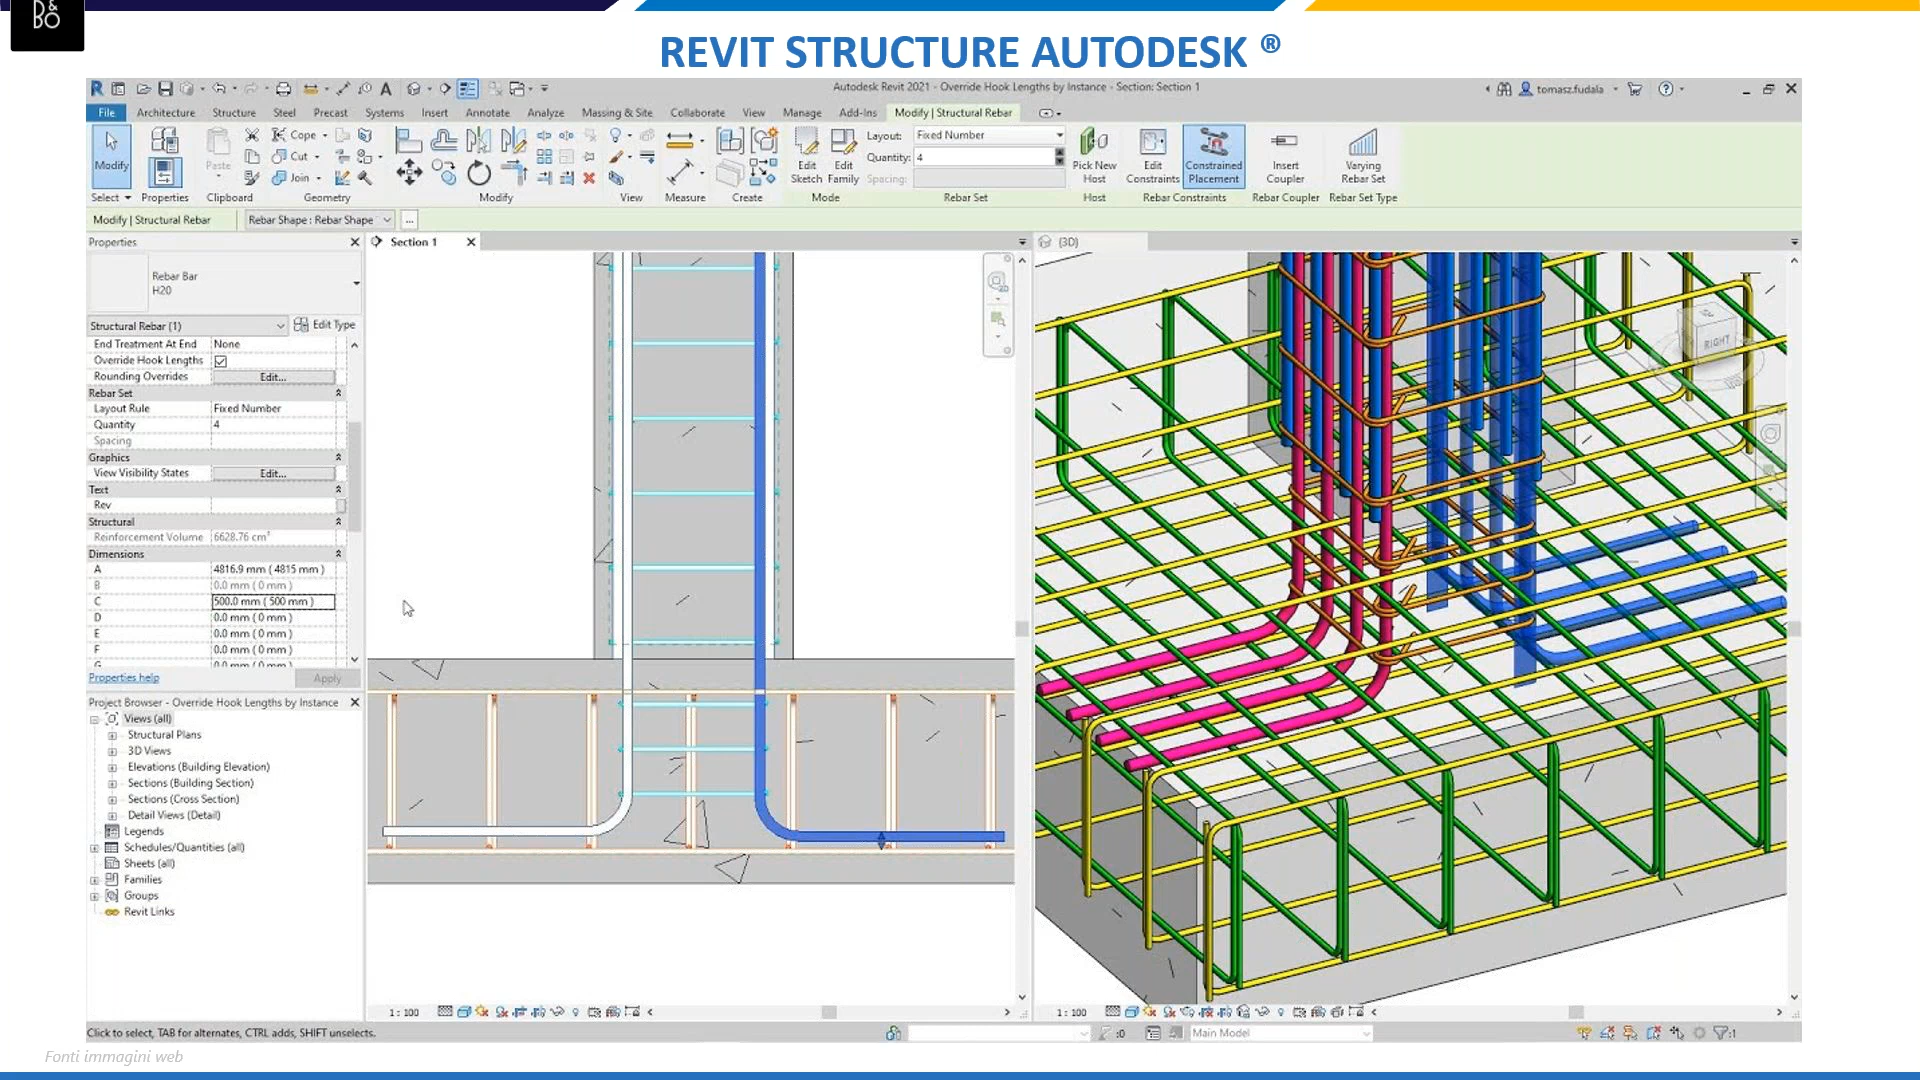 D&
BO
REVIT STRUCTURE AUTODESK ®
Autodesk Revit 2021 - Override Hook Lengths by Instance - Section: Section 1
tomasz.fudala
File Architecture Structure Steel Precast Systems Insert Annotate Analyze Massing & Site Collaborate View Manage Add-Ins Modify | Structural Rebar
Cope
Cut
Join
Modify
Paste
Edit Sketch
Edit Family
Layout: Fixed Number
Quantity: 4
Spacing:
Pick New Host
Edit Constraints
Constrained Placement
Insert Coupler
Varying Rebar Set
Select Properties Clipboard Geometry Modify View Measure Create Mode Rebar Set Host Rebar Constraints Rebar Coupler Rebar Set Type
Modify | Structural Rebar
Rebar Shape : Rebar Shape
...
Properties
Section 1
{3D}
Rebar Bar
H20
Structural Rebar (1)
Edit Type
End Treatment At End None
Override Hook Lengths
Rounding Overrides Edit...
Rebar Set
Layout Rule Fixed Number
Quantity 4
Spacing
Graphics
View Visibility States Edit...
Text
Rev
Structural
Reinforcement Volume 6628.76 cm³
Dimensions
A 4816.9 mm ( 4815 mm )
B 0.0 mm ( 0 mm )
C 500.0 mm ( 500 mm )
D 0.0 mm ( 0 mm )
E 0.0 mm ( 0 mm )
F 0.0 mm ( 0 mm )
G 0.0 mm ( 0 mm )
Properties help
Apply
Project Browser - Override Hook Lengths by Instance
Views (all)
Structural Plans
3D Views
Elevations (Building Elevation)
Sections (Building Section)
Sections (Cross Section)
Detail Views (Detail)
Legends
Schedules/Quantities (all)
Sheets (all)
Families
Groups
Revit Links
RIGHT
1 : 100
1 : 100
Click to select, TAB for alternates, CTRL adds, SHIFT unselects.
:0
Main Model
:1
Fonti immagini web